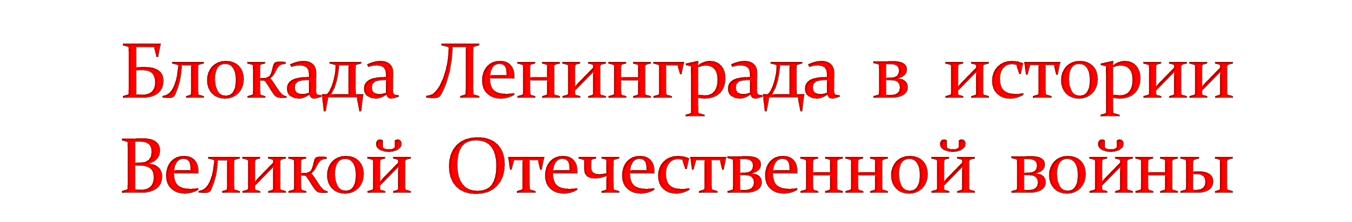 Блокада Ленинграда в истории
Великой Отечественной войны